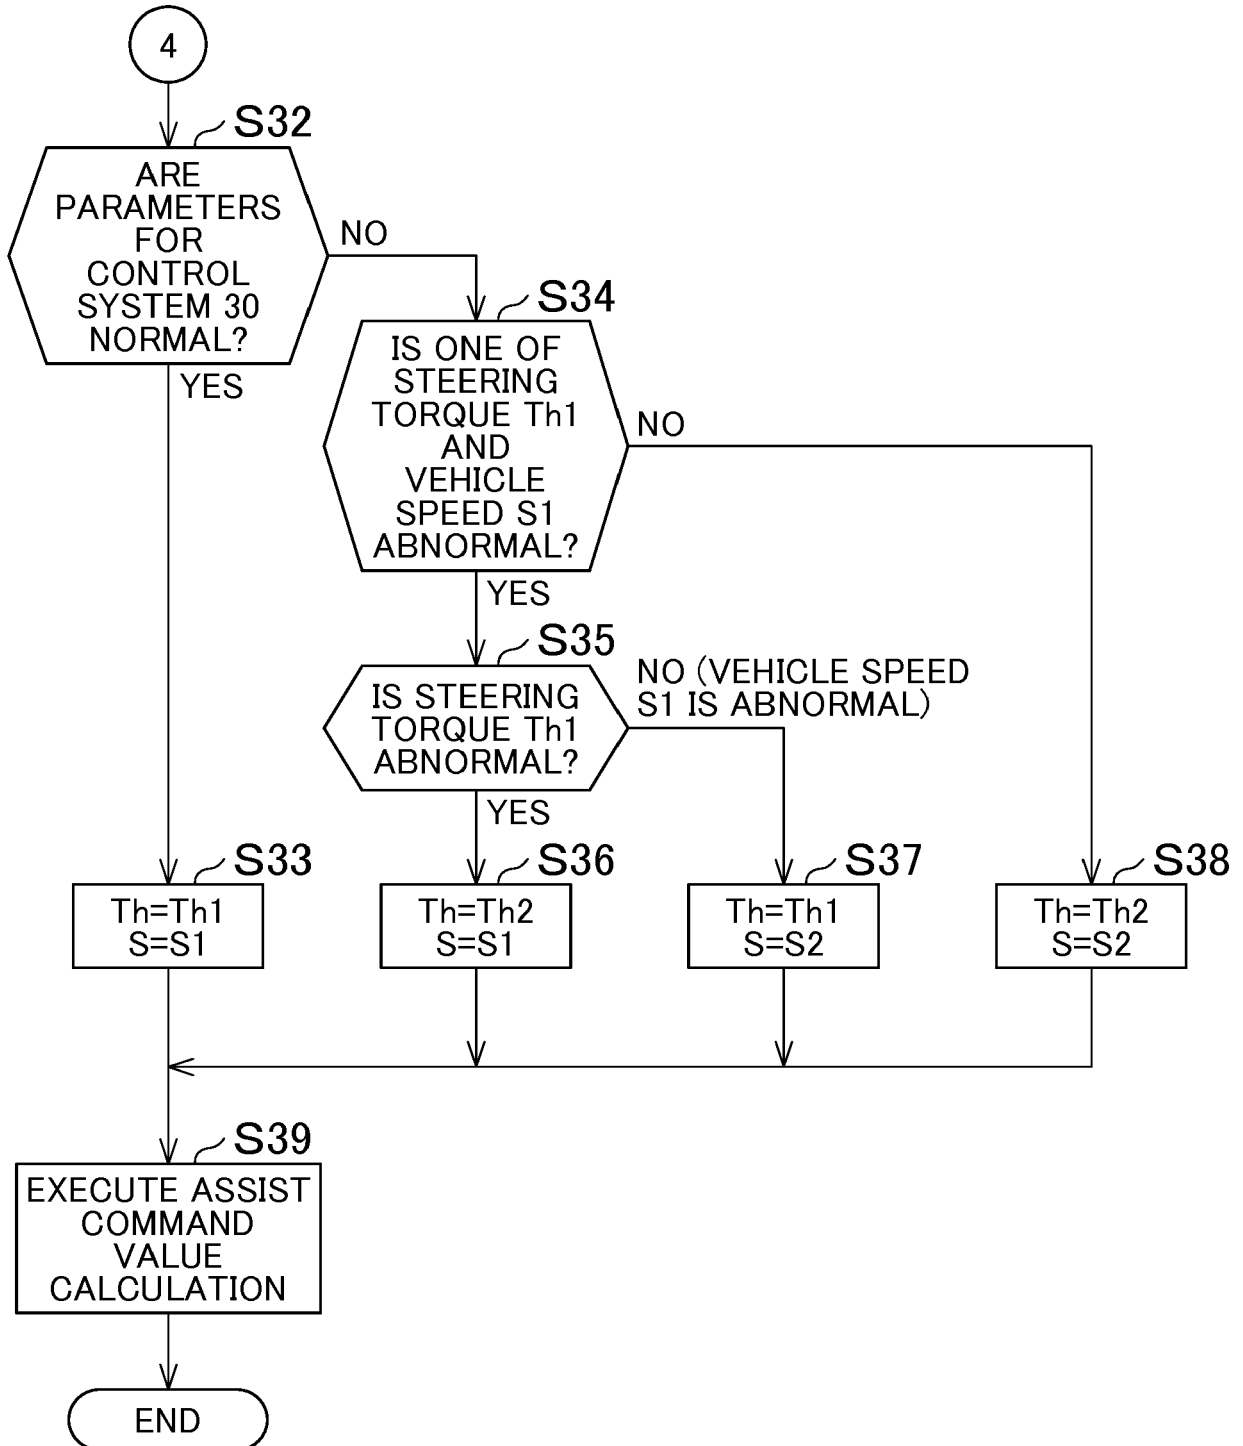 4
S32
ARE
PARAMETERS
FOR
CONTROL
SYSTEM 30
NORMAL?
NO
YES
S34
IS ONE OF
STEERING
TORQUE Th1
AND
VEHICLE
SPEED S1
ABNORMAL?
NO
YES
S35
IS STEERING
TORQUE Th1
ABNORMAL?
NO (VEHICLE SPEED
S1 IS ABNORMAL)
YES
S33
Th=Th1
S=S1
S36
Th=Th2
S=S1
S37
Th=Th1
S=S2
S38
Th=Th2
S=S2
S39
EXECUTE ASSIST
COMMAND
VALUE
CALCULATION
END